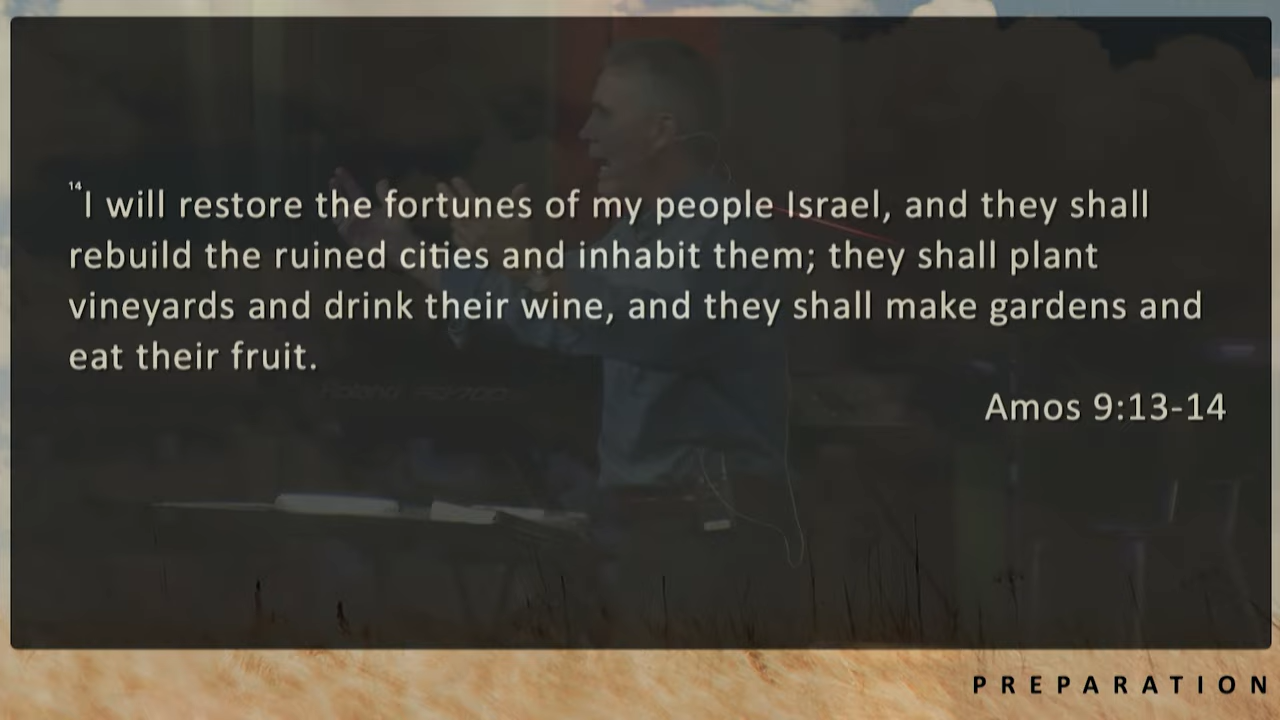 14 I will restore the fortunes of my people Israel, and they shall
rebuild the ruined cities and inhabit them; they shall plant
vineyards and drink their wine, and they shall make gardens and
eat their fruit.
Amos 9:13-14
Roland
PREPARATION